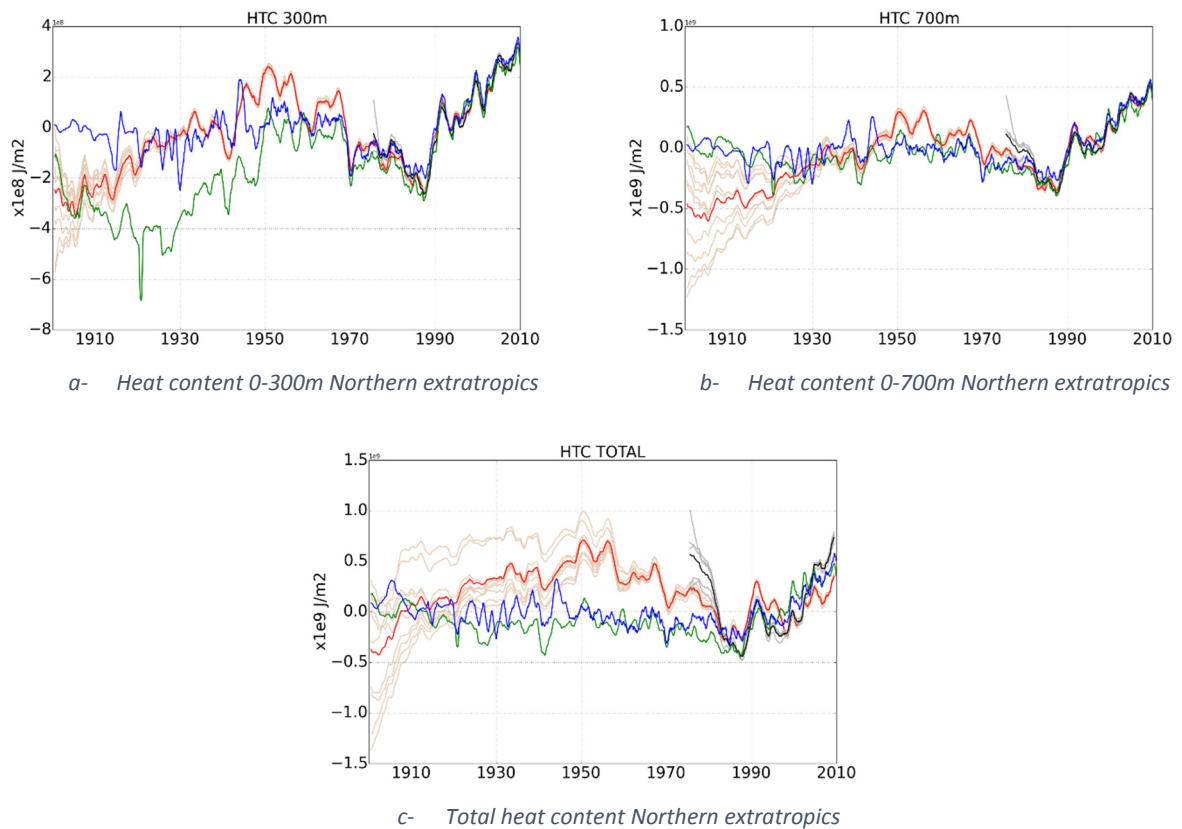 HTC 300m
1e8
4
2
0
−2
−4
−6
−8
x1e8 J/m2
1910 1930 1950 1970 1990 2010
a- Heat content 0-300m Northern extratropics
HTC 700m
1e9
1.0
0.5
0.0
−0.5
−1.0
−1.5
x1e9 J/m2
1910 1930 1950 1970 1990 2010
b- Heat content 0-700m Northern extratropics
HTC TOTAL
1e9
1.5
1.0
0.5
0.0
−0.5
−1.0
−1.5
x1e9 J/m2
1910 1930 1950 1970 1990 2010
c- Total heat content Northern extratropics